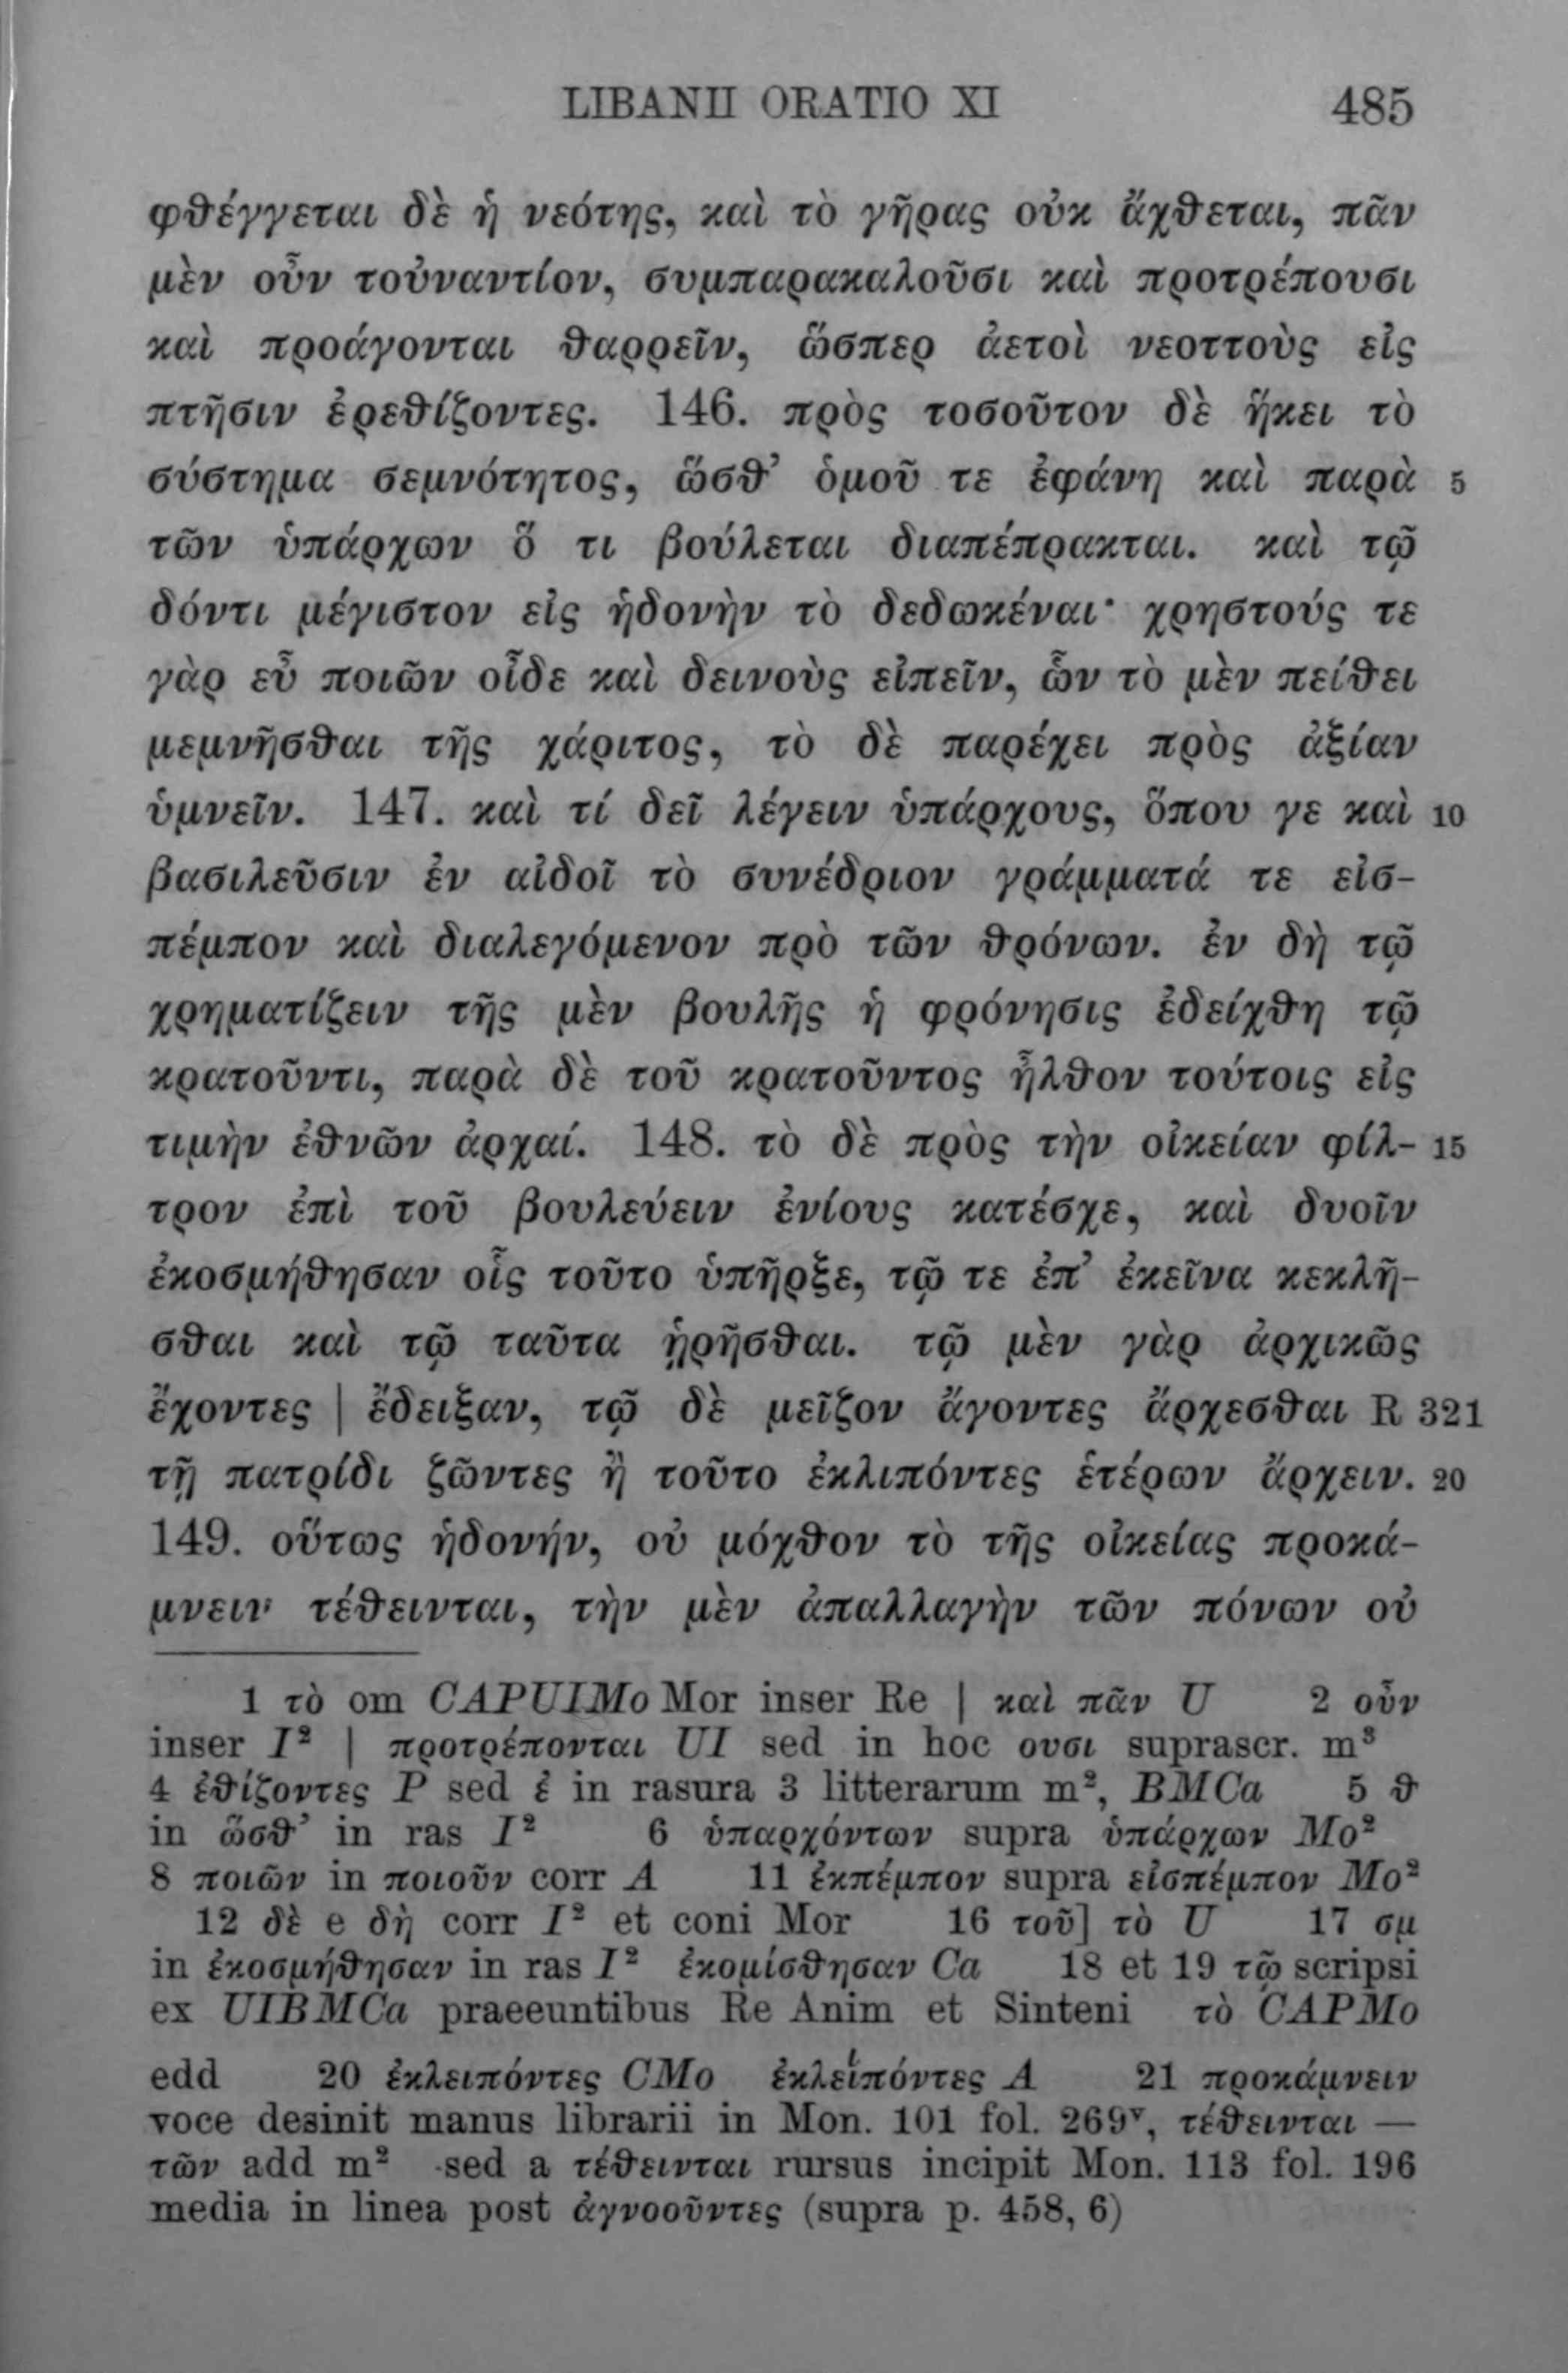 LIBANII ORATIO XI 485
φθέγγεται δὲ ἡ νεότης, καὶ τὸ γῆρας οὐκ ἄχθεται, πᾶν
μὲν οὖν τοὐναντίον, συμπαρακαλοῦσι καὶ προτρέπουσι
καὶ προάγονται θαρρεῖν, ὥσπερ ἀετοὶ νεοττοὺς εἰς
πτῆσιν ἐρεθίζοντες. 146. πρὸς τοσοῦτον δὲ ἥκει τὸ
σύστημα σεμνότητος, ὥσθ’ ὁμοῦ τε ἐφάνη καὶ παρὰ 5
τῶν ὑπάρχων ὅ τι βούλεται διαπέπρακται. καὶ τῷ
δόντι μέγιστον εἰς ἡδονὴν τὸ δεδωκέναι· χρηστούς τε
γὰρ εὖ ποιῶν οἶδε καὶ δεινοὺς εἰπεῖν, ὧν τὸ μὲν πείθει
μεμνῆσθαι τῆς χάριτος, τὸ δὲ παρέχει πρὸς ἀξίαν
ὑμνεῖν. 147. καὶ τί δεῖ λέγειν ὑπάρχους, ὅπου γε καὶ 10
βασιλεῦσιν ἐν αἰδοῖ τὸ συνέδριον γράμματά τε εἰσ-
πέμπον καὶ διαλεγόμενον πρὸ τῶν θρόνων. ἐν δὴ τῷ
χρηματίζειν τῆς μὲν βουλῆς ἡ φρόνησις ἐδείχθη τῷ
κρατοῦντι, παρὰ δὲ τοῦ κρατοῦντος ἦλθον τούτοις εἰς
τιμὴν ἐθνῶν ἀρχαί. 148. τὸ δὲ πρὸς τὴν οἰκείαν φίλ- 15
τρον ἐπὶ τοῦ βουλεύειν ἐνίους κατέσχε, καὶ δυοῖν
ἐκοσμήθησαν οἷς τοῦτο ὑπῆρξε, τῷ τε ἐπ’ ἐκεῖνα κεκλῆ-
σθαι καὶ τῷ ταῦτα ᾑρῆσθαι. τῷ μὲν γὰρ ἀρχικῶς
ἔχοντες | ἔδειξαν, τῷ δὲ μεῖζον ἄγοντες ἄρχεσθαι R 321
τῇ πατρίδι ζῶντες ἢ τοῦτο ἐκλιπόντες ἑτέρων ἄρχειν. 20
149. οὕτως ἡδονήν, οὐ μόχθον τὸ τῆς οἰκείας προκά-
μνειν τέθεινται, τὴν μὲν ἀπαλλαγὴν τῶν πόνων οὐ
1 τὸ om CAPUIMo Mor inser Re | καὶ πᾶν U 2 οὖν
inser I² | προτρέπονται UI sed in hoc ουσι suprascr. m³
4 ἐθίζοντες P sed ἐ in rasura 3 litterarum m², BMCa 5 θ
in ὥσθ’ in ras I² 6 ὑπαρχόντων supra ὑπάρχων Mo²
8 ποιῶν in ποιοῦν corr A 11 ἐκπέμπον supra εἰσπέμπον Mo²
12 δὲ e δὴ corr I² et coni Mor 16 τοῦ] τὸ U 17 σμ
in ἐκοσμήθησαν in ras I² ἐκομίσθησαν Ca 18 et 19 τῷ scripsi
ex UIBMCa praeeuntibus Re Anim et Sinteni τὸ CAPMo
edd 20 ἐκλειπόντες CMo ἐκλειπόντες A 21 προκάμνειν
voce desinit manus librarii in Mon. 101 fol. 269ᵛ, τέθεινται —
τῶν add m² sed a τέθεινται rursus incipit Mon. 113 fol. 196
media in linea post ἀγνοοῦντες (supra p. 458, 6)